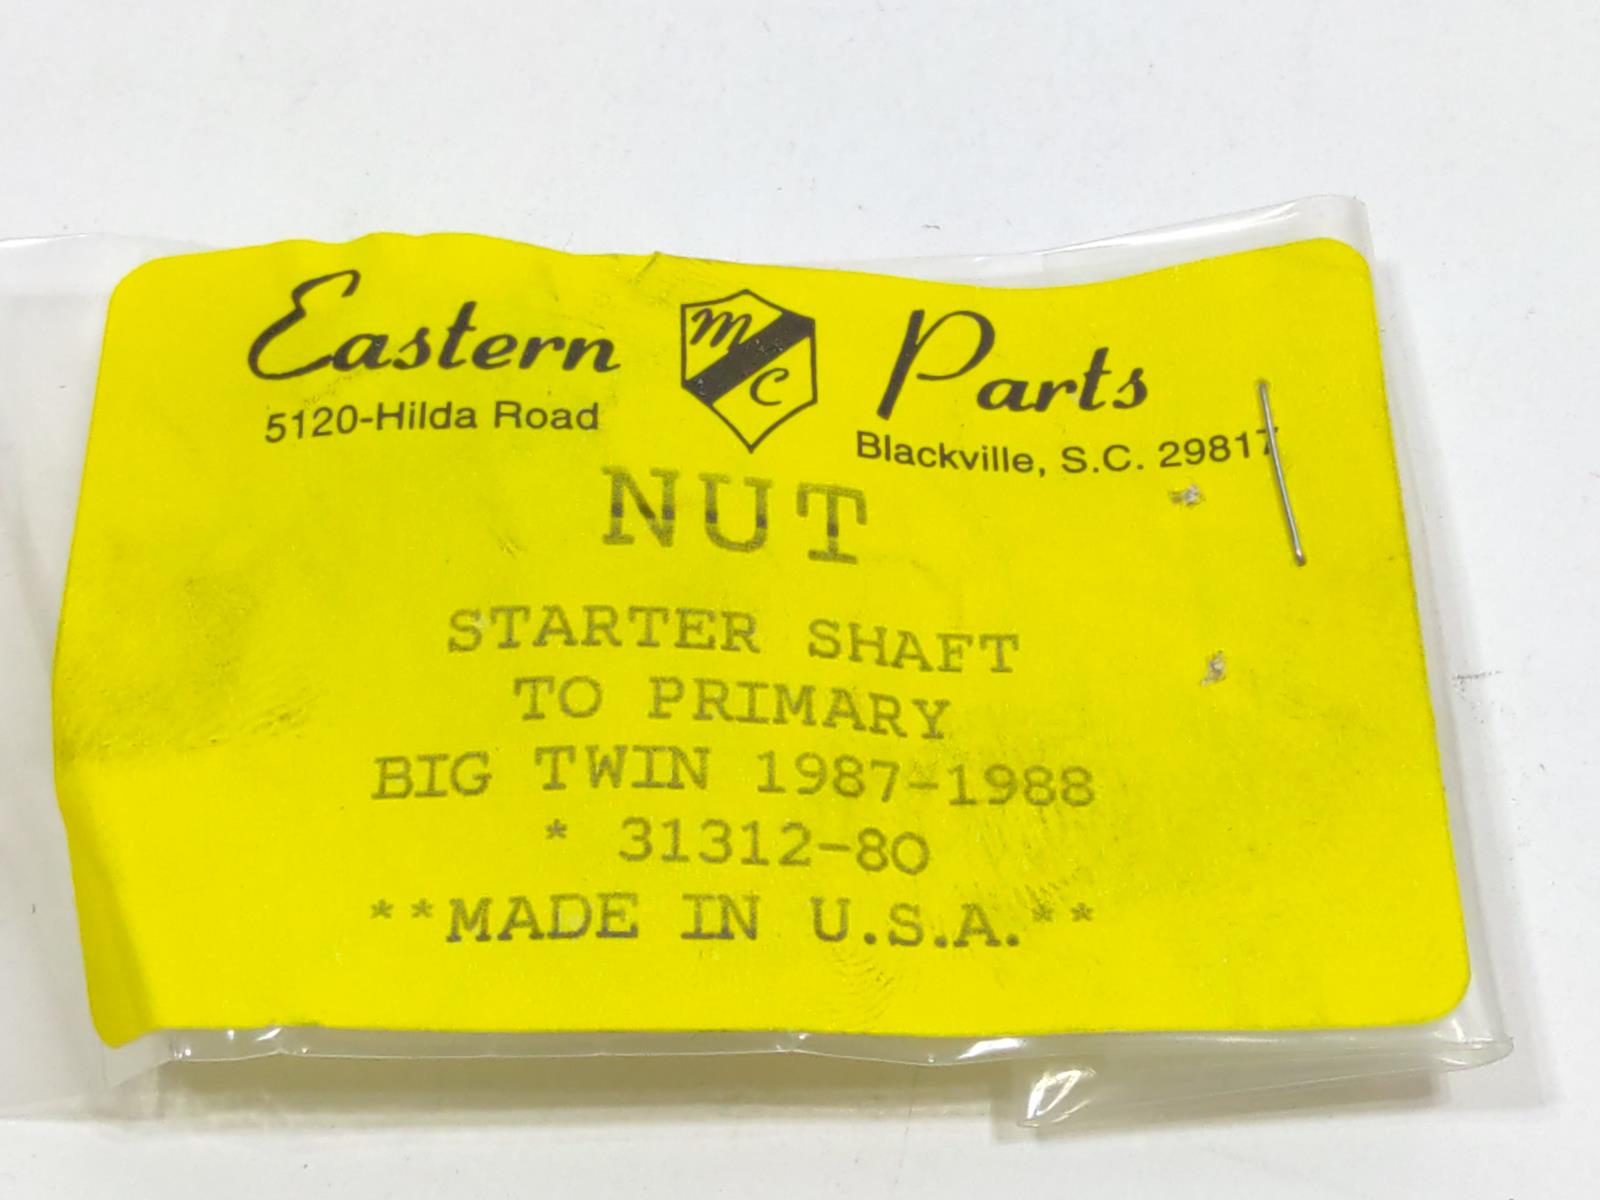 Eastern MC Parts
5120-Hilda Road
Blackville, S.C. 29817
NUT
STARTER SHAFT
TO PRIMARY
BIG TWIN 1987-1988
* 31312-80
**MADE IN U.S.A.**